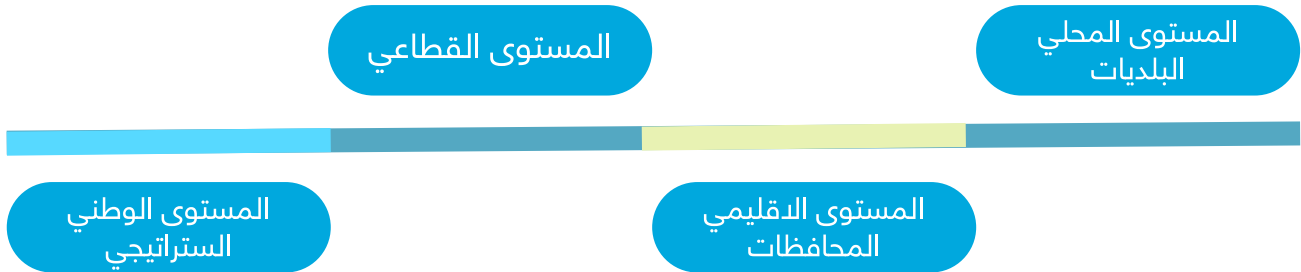 المستوى المحلي
البلديات
المستوى القطاعي
المستوى الاقليمي
المحافظات
المستوى الوطني
الستراتيجي